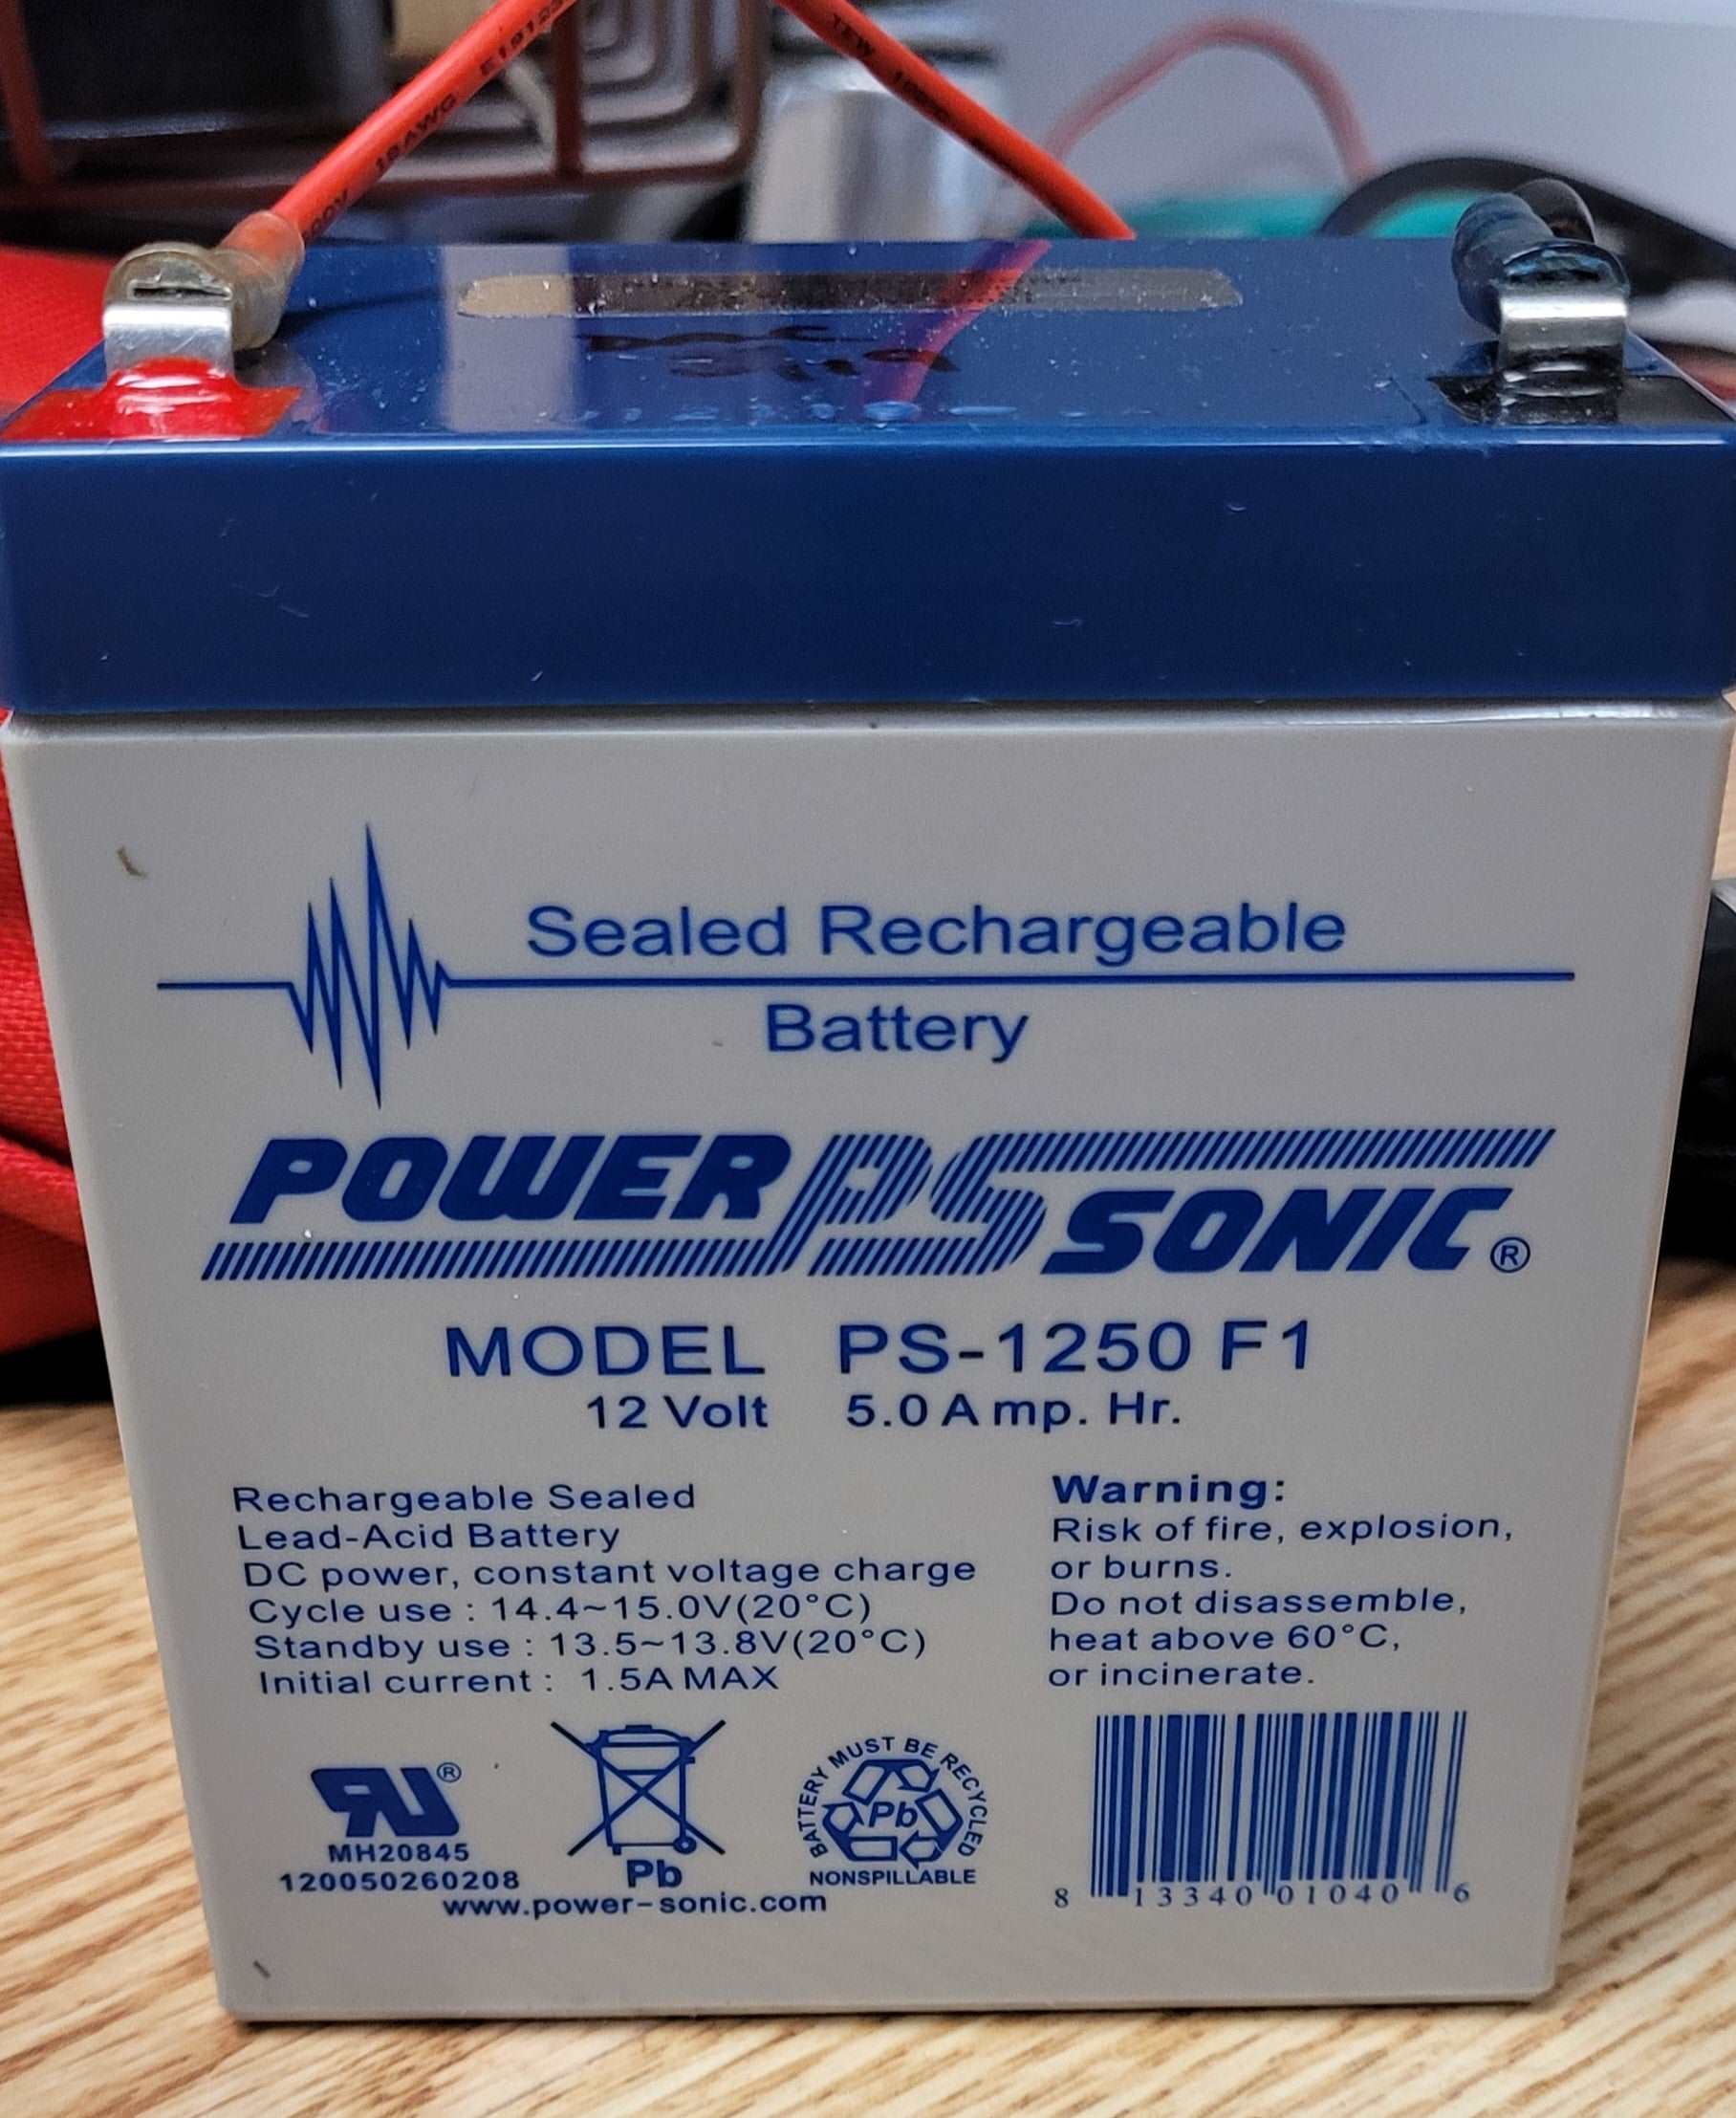 18AWG
TEW
Sealed Rechargeable
Battery
POWER PS SONIC®
MODEL PS-1250 F1
12 Volt 5.0 Amp. Hr.
Rechargeable Sealed
Lead-Acid Battery
DC power, constant voltage charge
Cycle use : 14.4~15.0V(20°C)
Standby use : 13.5~13.8V(20°C)
Initial current : 1.5A MAX
Warning:
Risk of fire, explosion,
or burns.
Do not disassemble,
heat above 60°C,
or incinerate.
RU®
MH20845
120050260208
Pb
BATTERY MUST BE RECYCLED
Pb
NONSPILLABLE
www.power-sonic.com
8 13340 01040 6